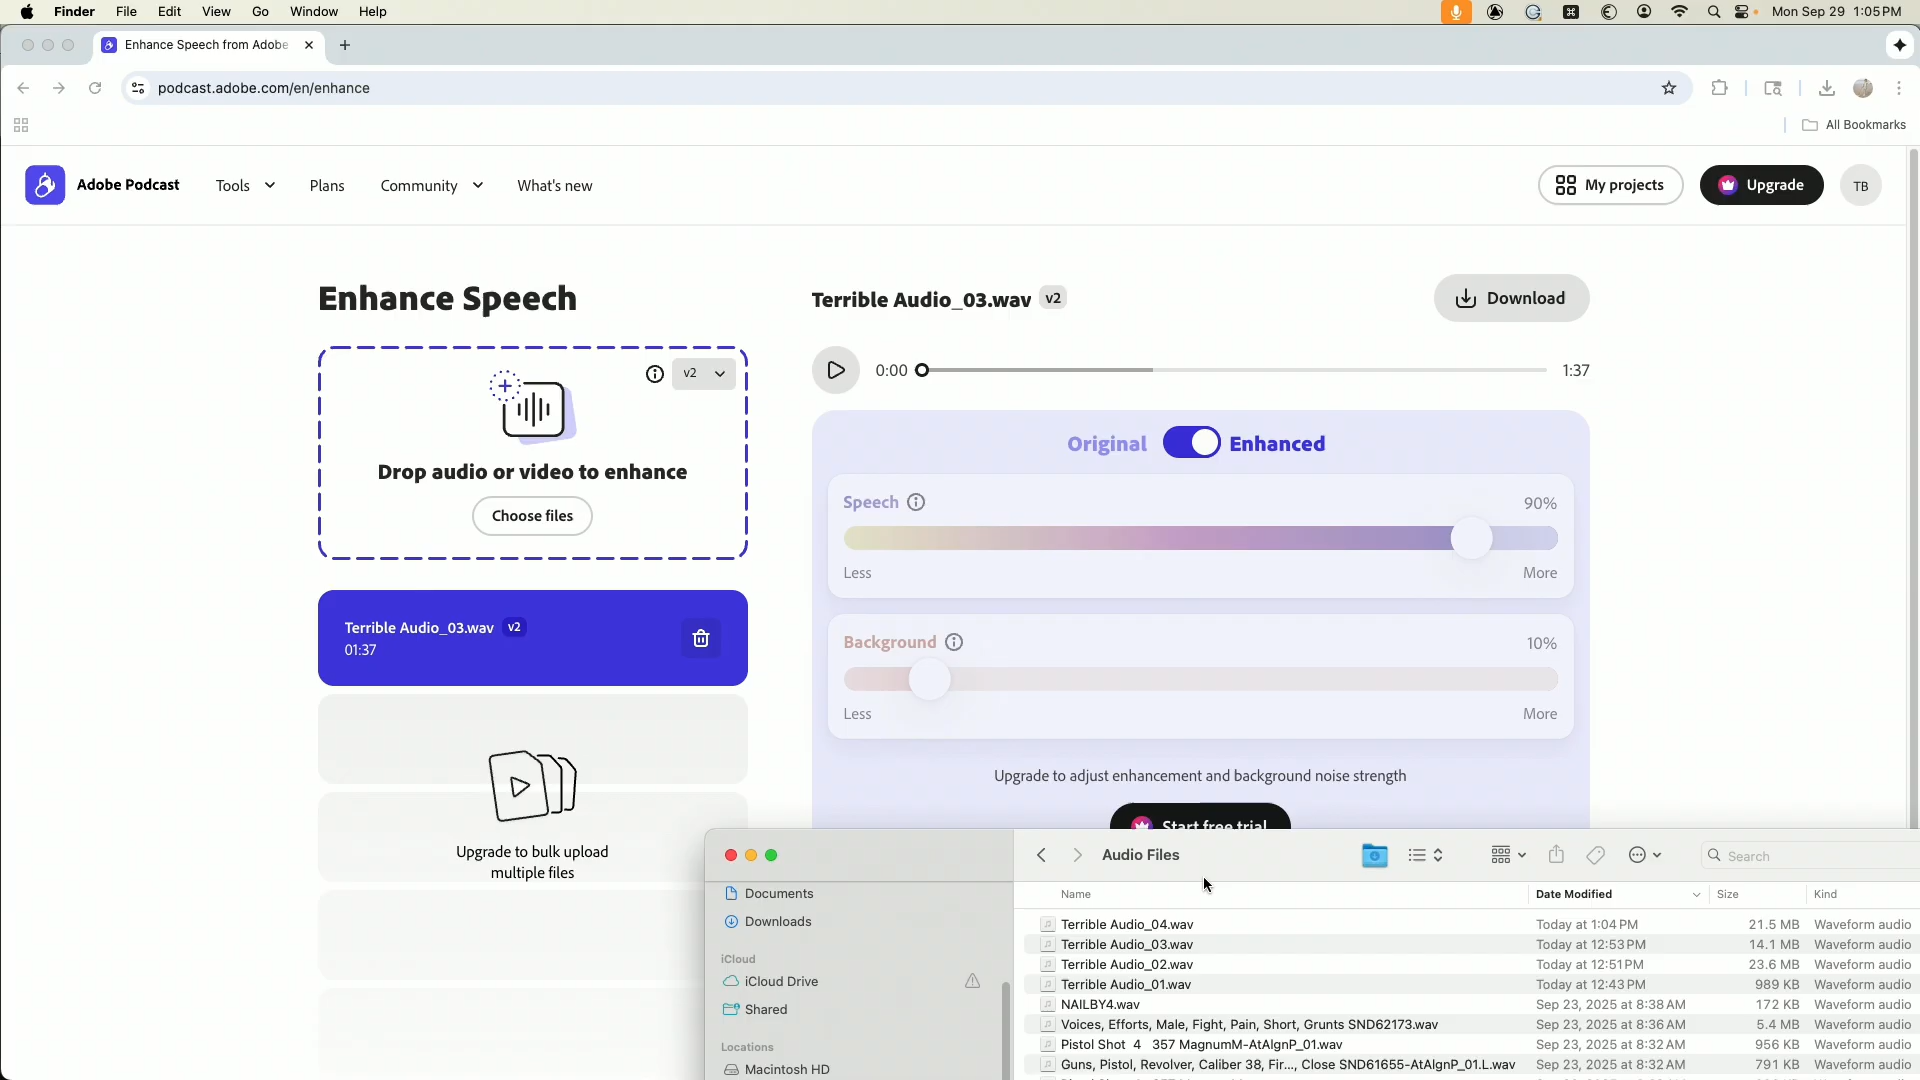 Finder File Edit View Go Window Help Mon Sep 29 1:05 PM
Enhance Speech from Adobe
podcast.adobe.com/en/enhance
All Bookmarks
Adobe Podcast Tools Plans Community What's new My projects Upgrade TB
Enhance Speech
v2
Drop audio or video to enhance
Choose files
Terrible Audio_03.wav v2
01:37
Upgrade to bulk upload
multiple files
Terrible Audio_03.wav v2 Download
0:00 1:37
Original Enhanced
Speech 90%
Less More
Background 10%
Less More
Upgrade to adjust enhancement and background noise strength
Start free trial
Documents
Downloads
iCloud
iCloud Drive
Shared
Locations
Macintosh HD
Audio Files Search
Name Date Modified Size Kind
Terrible Audio_04.wav Today at 1:04 PM 21.5 MB Waveform audio
Terrible Audio_03.wav Today at 12:53 PM 14.1 MB Waveform audio
Terrible Audio_02.wav Today at 12:51 PM 23.6 MB Waveform audio
Terrible Audio_01.wav Today at 12:43 PM 989 KB Waveform audio
NAILBY4.wav Sep 23, 2025 at 8:38 AM 172 KB Waveform audio
Voices, Efforts, Male, Fight, Pain, Short, Grunts SND62173.wav Sep 23, 2025 at 8:36 AM 5.4 MB Waveform audio
Pistol Shot 4 357 MagnumM-AtAlgnP_01.wav Sep 23, 2025 at 8:32 AM 956 KB Waveform audio
Guns, Pistol, Revolver, Caliber 38, Fir..., Close SND61655-AtAlgnP_01.L.wav Sep 23, 2025 at 8:32 AM 791 KB Waveform audio